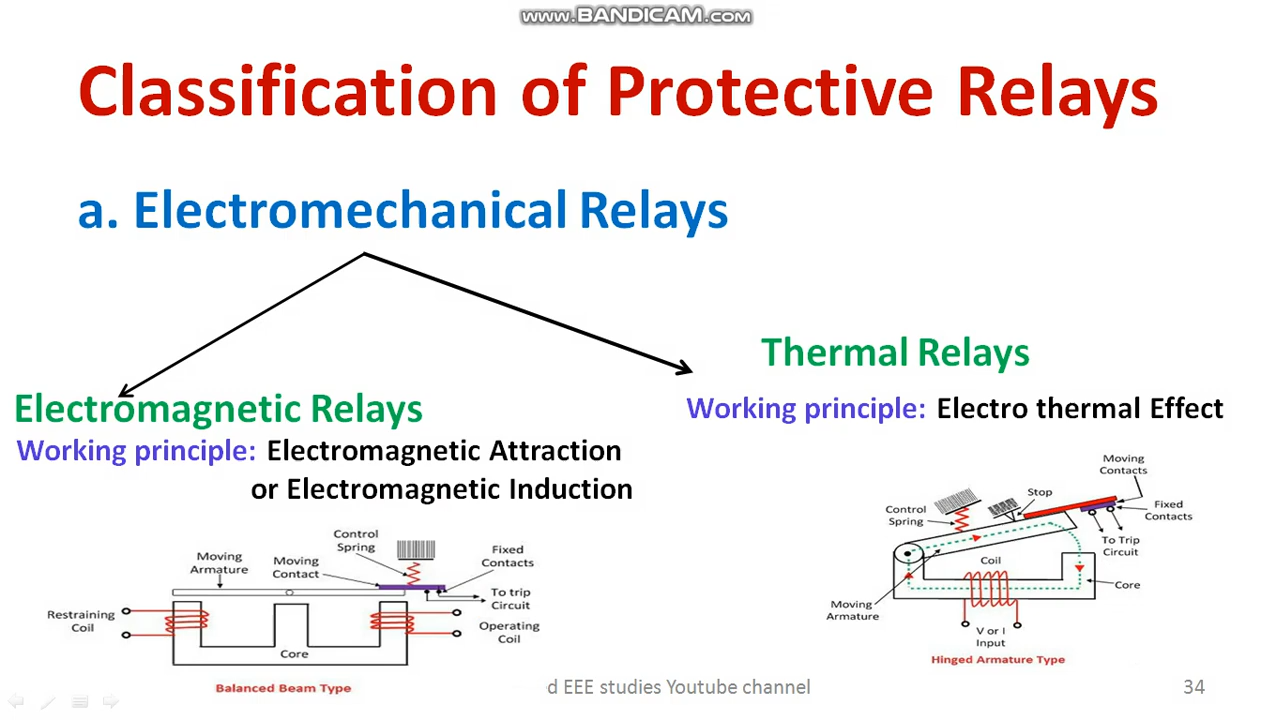 www.BANDICAM.com
Classification of Protective Relays
a. Electromechanical Relays
Thermal Relays
Working principle: Electro thermal Effect
Electromagnetic Relays
Working principle: Electromagnetic Attraction
or Electromagnetic Induction
Control
Spring
Moving
Armature
Moving
Contact
Fixed
Contacts
To trip
Circuit
Restraining
Coil
Operating
Coil
Core
Balanced Beam Type
Moving
Contacts
Stop
Control
Spring
Fixed
Contacts
To Trip
Circuit
Coil
Core
Moving
Armature
V or I
Input
Hinged Armature Type
d EEE studies Youtube channel
34